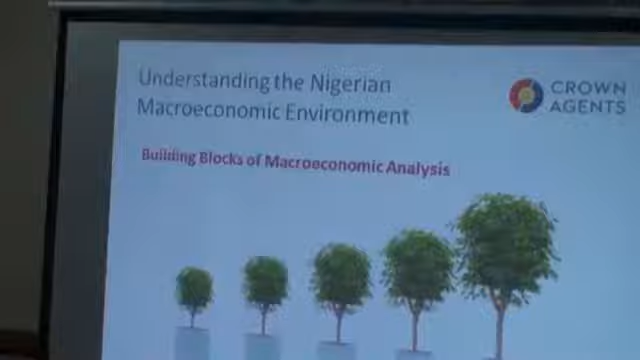 Understanding the Nigerian
Macroeconomic Environment
CROWN
AGENTS
Building Blocks of Macroeconomic Analysis